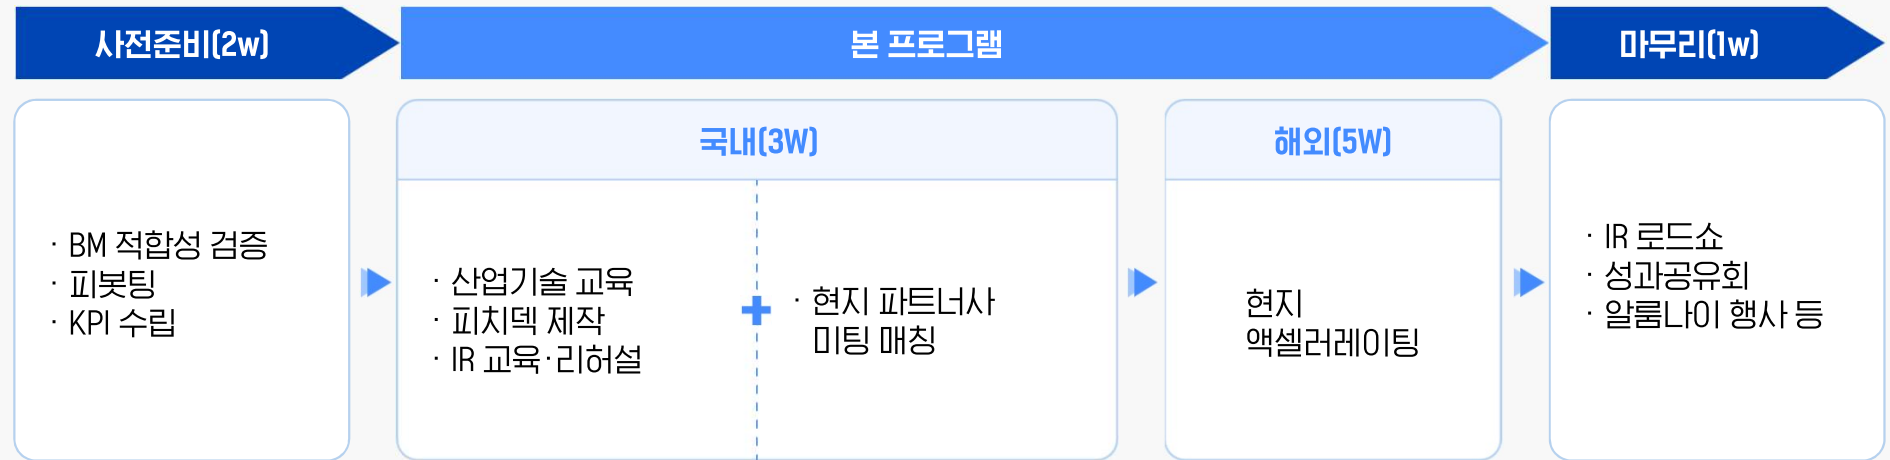 사전준비(2w)
본 프로그램
마무리(1w)
· BM 적합성 검증
· 피봇팅
· KPI 수립
국내(3W)
· 산업기술 교육
· 피치덱 제작
· IR 교육·리허설
· 현지 파트너사
미팅 매칭
해외(5W)
현지
액셀러레이팅
· IR 로드쇼
· 성과공유회
· 알룸나이 행사 등